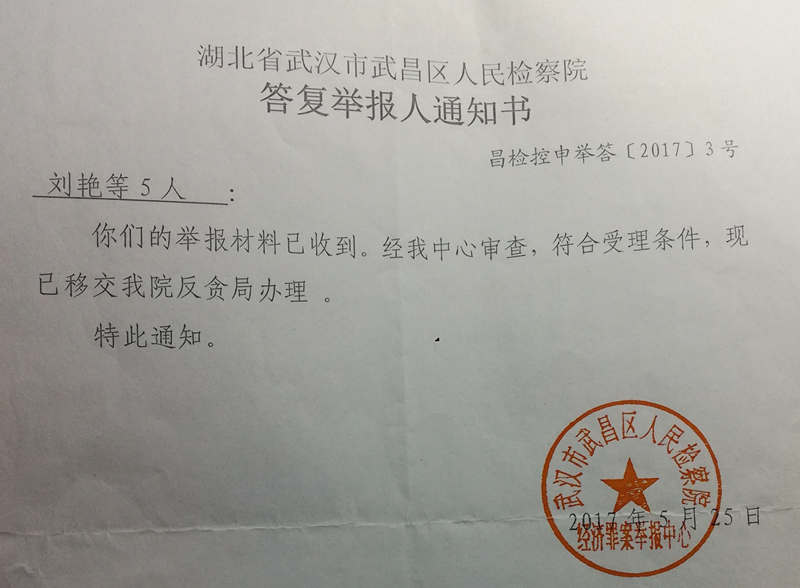 湖北省武汉市武昌区人民检察院
答复举报人通知书
昌检控申举答〔2017〕3号
刘艳等5人：
你们的举报材料已收到。经我中心审查，符合受理条件，现
已移交我院反贪局办理 。
特此通知。
武汉市武昌区人民检察院
2017年5月25日
经济罪案举报中心